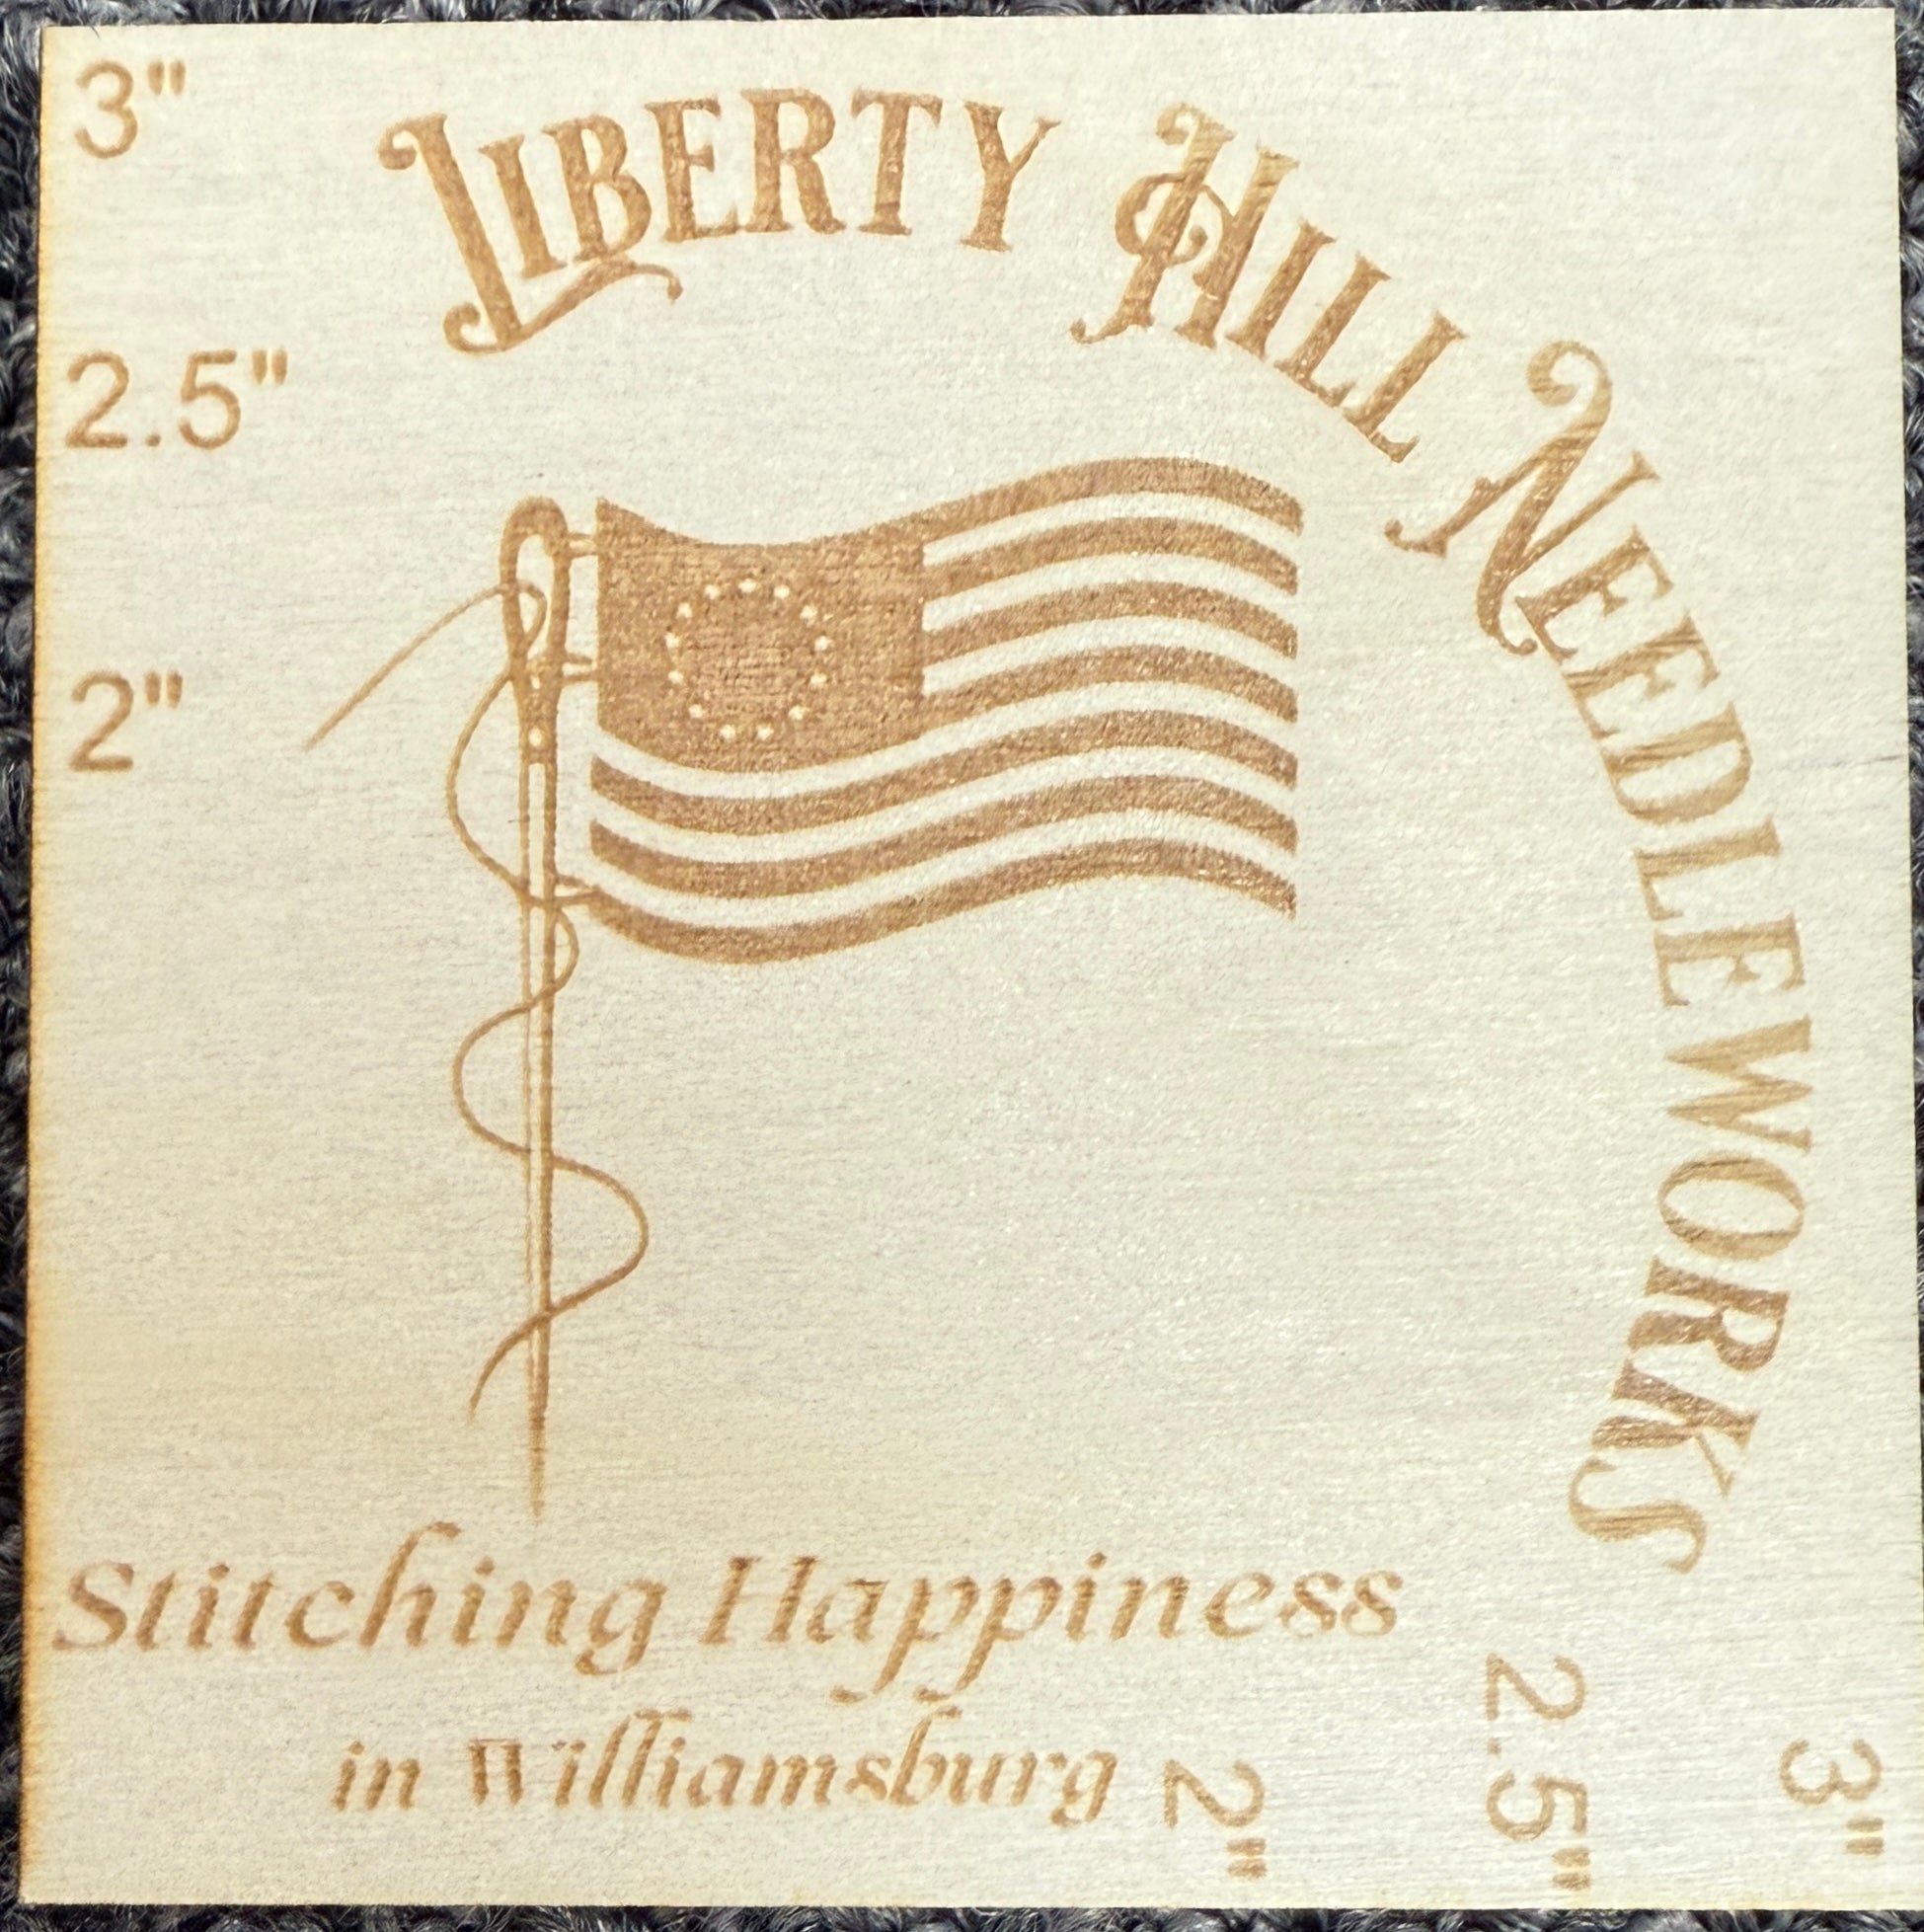 3"
LIBERTY HILL NEEDLEWORKS
2.5"
2"
Stitching Happiness
in Williamsburg
2"
2.5"
3"